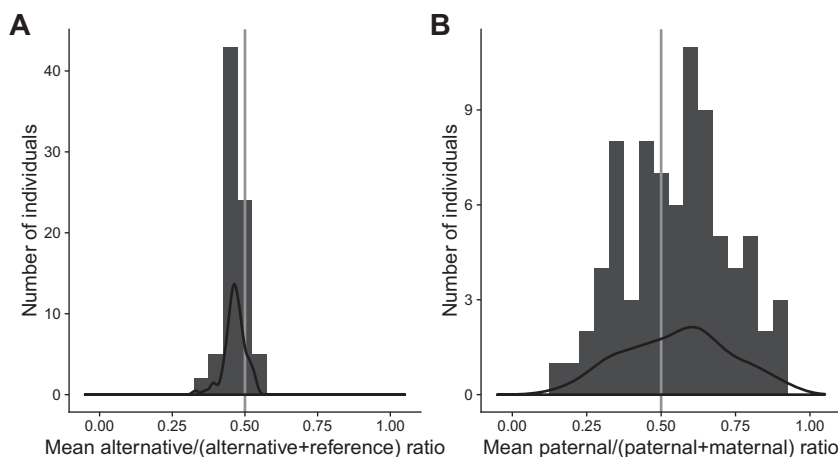 A
Number of individuals
40
30
20
10
0
0.00 0.25 0.50 0.75 1.00
Mean alternative/(alternative+reference) ratio
B
Number of individuals
9
6
3
0
0.00 0.25 0.50 0.75 1.00
Mean paternal/(paternal+maternal) ratio